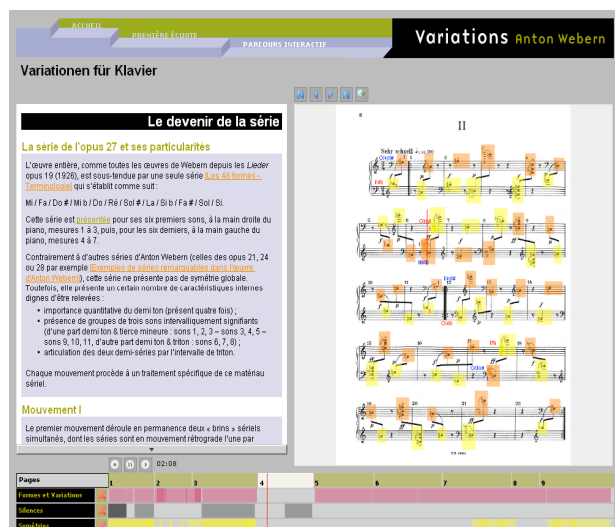 ACCUEIL
PREMIÈRE ÉCOUTE
PARCOURS INTERACTIF
Variations Anton Webern
Variationen für Klavier
Le devenir de la série
La série de l'opus 27 et ses particularités
L'œuvre entière, comme toutes les œuvres de Webern depuis les Lieder
opus 19 (1926), est sous-tendue par une seule série [Les 48 formes -
Terminologie] qui s'établit comme suit :
Mi / Fa / Do # / Mi b / Do / Ré / Sol # / La / Si b / Fa # / Sol / Si.
Cette série est présentée pour ses six premiers sons, à la main droite du
piano, mesures 1 à 3, puis, pour les six derniers, à la main gauche du
piano, mesures 4 à 7.
Contrairement à d'autres séries d'Anton Webern (celles des opus 21, 24
ou 28 par exemple [Exemples de séries remarquables dans l'œuvre
d'Anton Webern]), cette série ne présente pas de symétrie globale.
Toutefois, elle présente un certain nombre de caractéristiques internes
dignes d'être relevées :
• importance quantitative du demi ton (présent quatre fois) ;
• présence de groupes de trois sons intervalliquement signifiants
(d'une part demi ton & tierce mineure : sons 1, 2, 3 – sons 3, 4, 5 –
sons 9, 10, 11, d'autre part demi ton & triton : sons 6, 7, 8) ;
• articulation des deux demi-séries par l'intervalle de triton.
Chaque mouvement procède à un traitement spécifique de ce matériau
sériel.
Mouvement I
Le premier mouvement déroule en permanence deux « brins » sériels
simultanés, dont les séries sont en mouvement rétrograde l'une par
6
II
Sehr schnell
02:08
Pages 1 2 3 4 5 6 7 8 9
Formes et Variations
Silences
Symétries